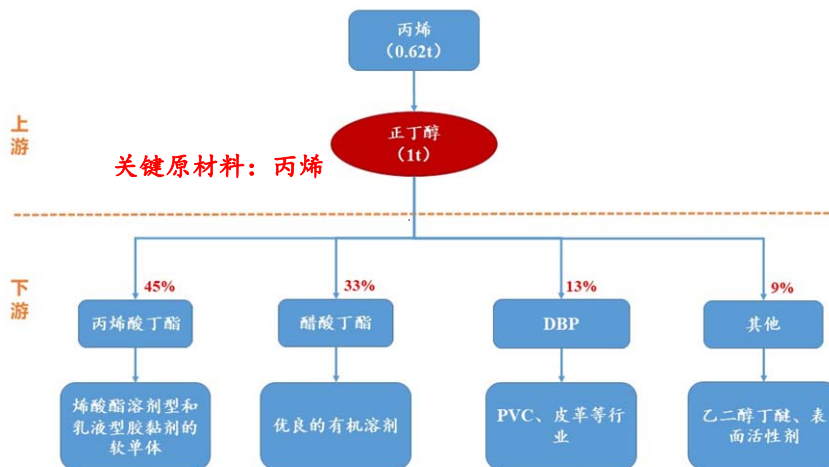 丙烯
（0.62t）
上游
正丁醇
（1t）
关键原材料：丙烯
下游
45%
33%
13%
9%
丙烯酸丁酯
醋酸丁酯
DBP
其他
烯酸酯溶剂型和
乳液型胶黏剂的
软单体
优良的有机溶剂
PVC、皮革等行
业
乙二醇丁醚、表
面活性剂